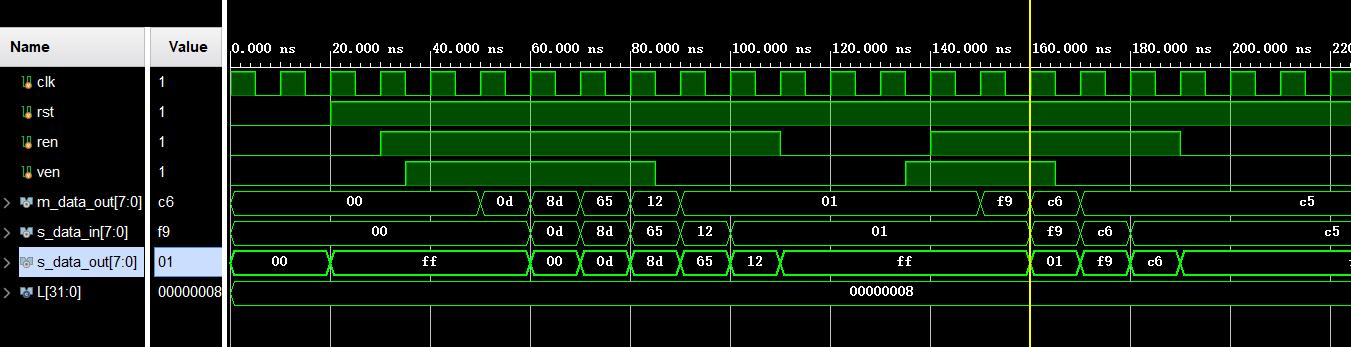 Name Value
0.000 ns 20.000 ns 40.000 ns 60.000 ns 80.000 ns 100.000 ns 120.000 ns 140.000 ns 160.000 ns 180.000 ns 200.000 ns 220
clk 1
rst 1
ren 1
ven 1
m_data_out[7:0] c6 00 0d 8d 65 12 01 f9 c6 c5
s_data_in[7:0] f9 00 0d 8d 65 12 01 f9 c6 c5
s_data_out[7:0] 01 00 ff 00 0d 8d 65 12 ff 01 f9 c6
L[31:0] 00000008 00000008